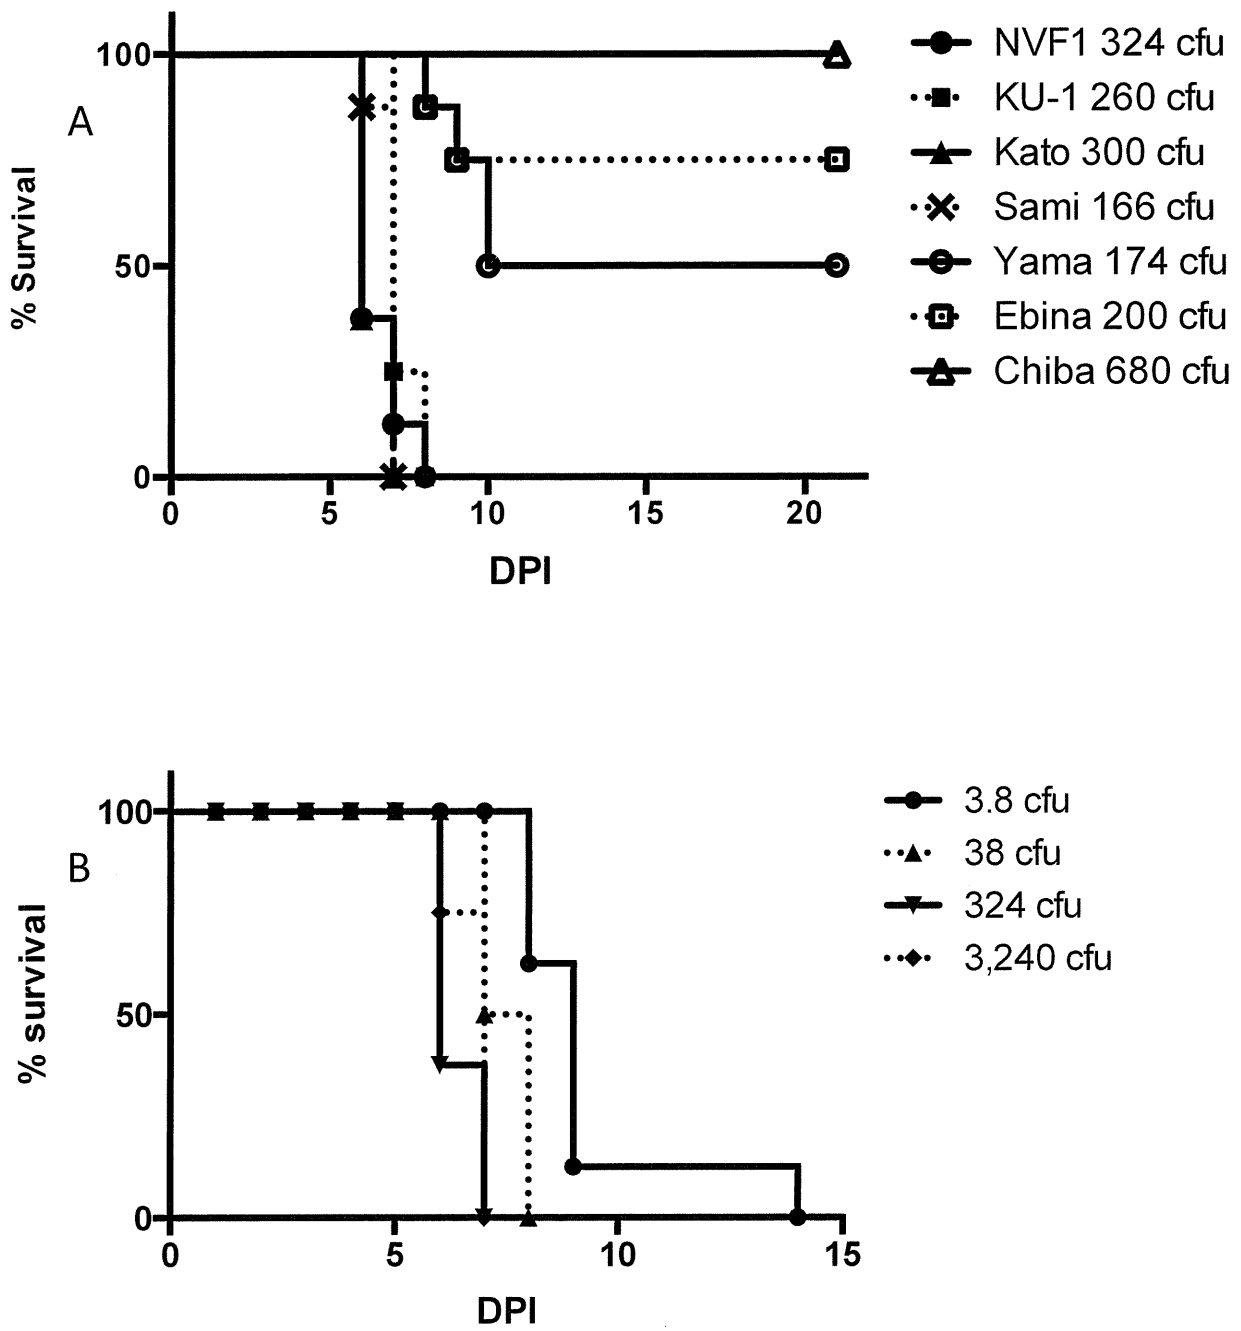 A
% Survival
100
50
0
0 5 10 15 20
DPI
NVF1 324 cfu
KU-1 260 cfu
Kato 300 cfu
Sami 166 cfu
Yama 174 cfu
Ebina 200 cfu
Chiba 680 cfu
B
% survival
100
50
0
0 5 10 15
DPI
3.8 cfu
38 cfu
324 cfu
3,240 cfu